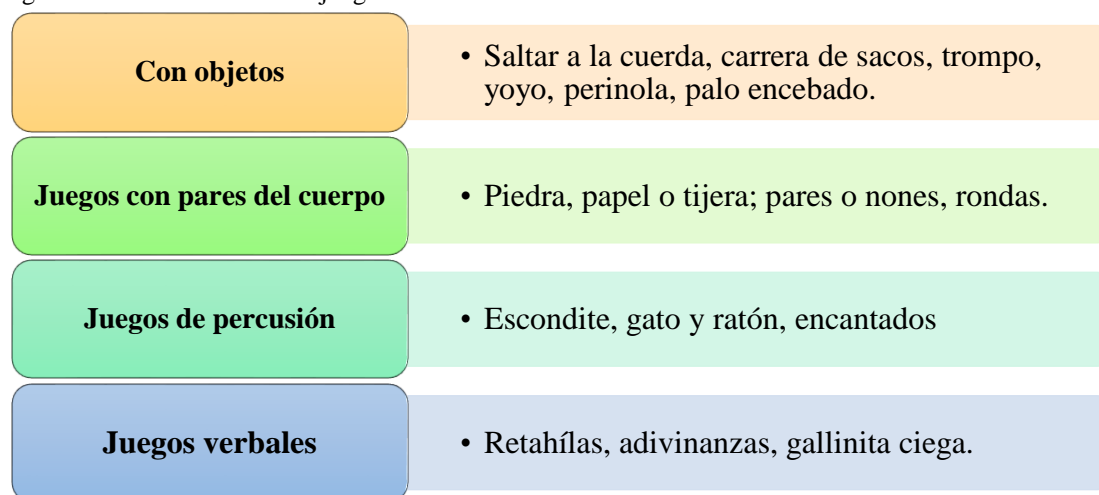 Con objetos
• Saltar a la cuerda, carrera de sacos, trompo,
yoyo, perinola, palo encebado.
Juegos con pares del cuerpo
• Piedra, papel o tijera; pares o nones, rondas.
Juegos de percusión
• Escondite, gato y ratón, encantados
Juegos verbales
• Retahílas, adivinanzas, gallinita ciega.